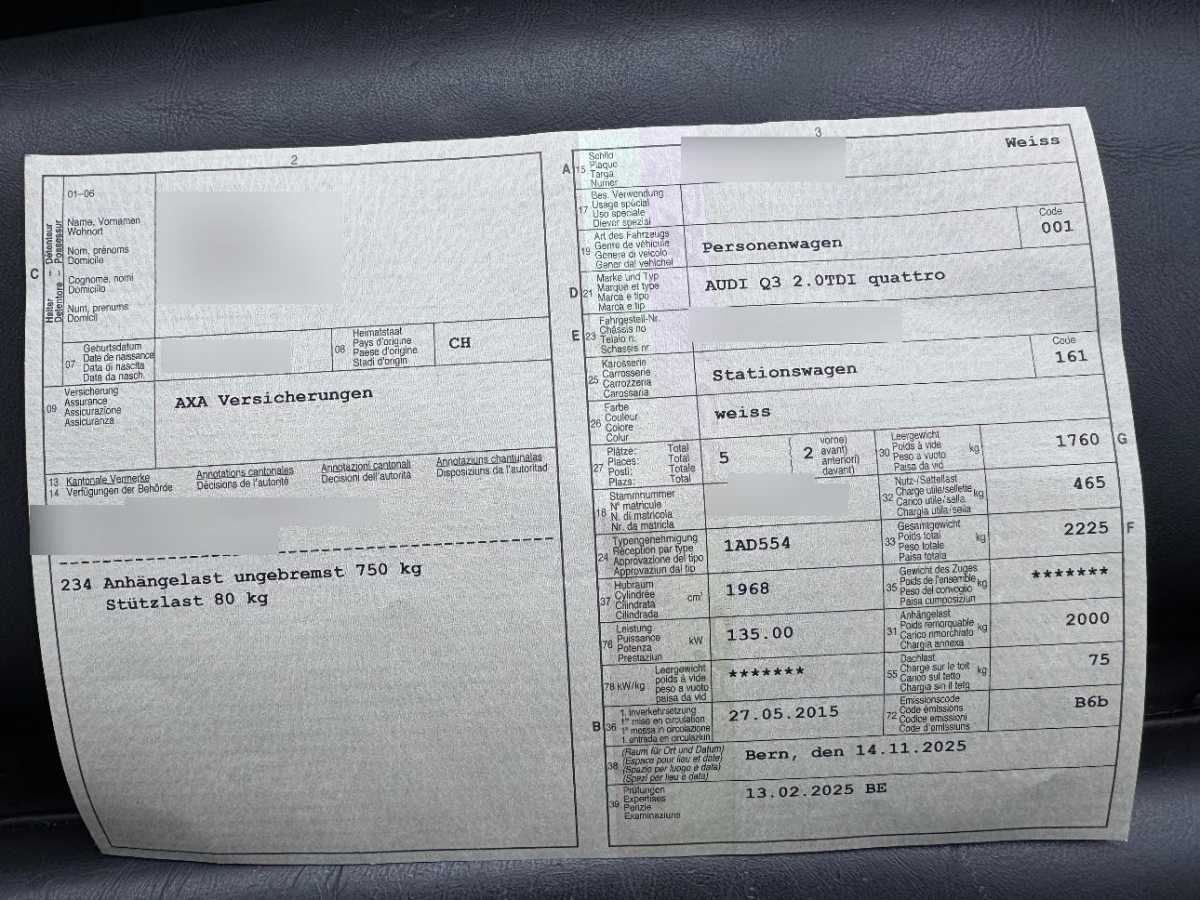 2
01-06
C
Halter – Détenteur
Detentore – Possessur
Name, Vornamen
Wohnort
Nom, prénoms
Domicile
Cognome, nomi
Domicilio
Num, prenums
Domicil
07
Geburtsdatum
Date de naissance
Data di nascita
Data da nasch.
08
Heimatstaat
Pays d'origine
Paese d'origine
Stadi d'origin
CH
09
Versicherung
Assurance
Assicurazione
Assicuranza
AXA Versicherungen
13 Kantonale Vermerke
14 Verfügungen der Behörde
Annotations cantonales
Décisions de l'autorité
Annotazioni cantonali
Decisioni dell'autorità
Annotaziuns chantunalas
Disposiziuns da l'autoritad
234 Anhängelast ungebremst 750 kg
Stützlast 80 kg
3
A 15
Schild
Plaque
Targa
Numer
Weiss
17
Bes. Verwendung
Usage spécial
Uso speciale
Diever spezial
19
Art des Fahrzeugs
Genre de véhicule
Genere di veicolo
Gener dal vehichel
Personenwagen
Code
001
D 21
Marke und Typ
Marque et type
Marca e tipo
Marca e tip
AUDI Q3 2.0TDI quattro
E 23
Fahrgestell-Nr.
Châssis no
Telaio n.
Schassis nr.
25
Karosserie
Carrosserie
Carrozzeria
Carossaria
Stationswagen
Code
161
26
Farbe
Couleur
Colore
Colur
weiss
27
Plätze: Total
Places: Total
Posti: Totale
Plazs: Total
5
2
vorne)
avant)
anteriori)
davant)
30
Leergewicht
Poids à vide
Peso a vuoto
Paisa da vid
kg
1760
G
18
Stammnummer
N° matricule
N. di matricola
Nr. da matricla
32
Nutz-/Sattellast
Charge utile/sellette
Carico utile/sella
Chargia utila/sella
kg
465
24
Typengenehmigung
Réception par type
Approvazione del tipo
Approvaziun dal tip
1AD554
33
Gesamtgewicht
Poids total
Peso totale
Paisa totala
kg
2225
F
37
Hubraum
Cylindrée
Cilindrata
Cilindrada
cm³
1968
35
Gewicht des Zuges
Poids de l'ensemble
Peso del convoglio
Paisa cumposiziun
kg
*******
76
Leistung
Puissance
Potenza
Prestaziun
kW
135.00
31
Anhängelast
Poids remorquable
Carico rimorchiato
Chargia annexa
kg
2000
78 kW/kg
Leergewicht
poids à vide
peso a vuoto
paisa da vid
*******
55
Dachlast
Charge sur le toit
Carico sul tetto
Chargia sin il tetg
kg
75
B 36
1. Inverkehrsetzung
1re mise en circulation
1a messa in circolazione
1. entrada en circulaziun
27.05.2015
72
Emissionscode
Code émissions
Codice emissioni
Code d'emissiuns
B6b
38
(Raum für Ort und Datum)
(Espace pour lieu et date)
(Spazio per luogo e data)
(Spazi per lieu e data)
Bern, den 14.11.2025
39
Prüfungen
Expertises
Perizie
Examinaziuns
13.02.2025 BE